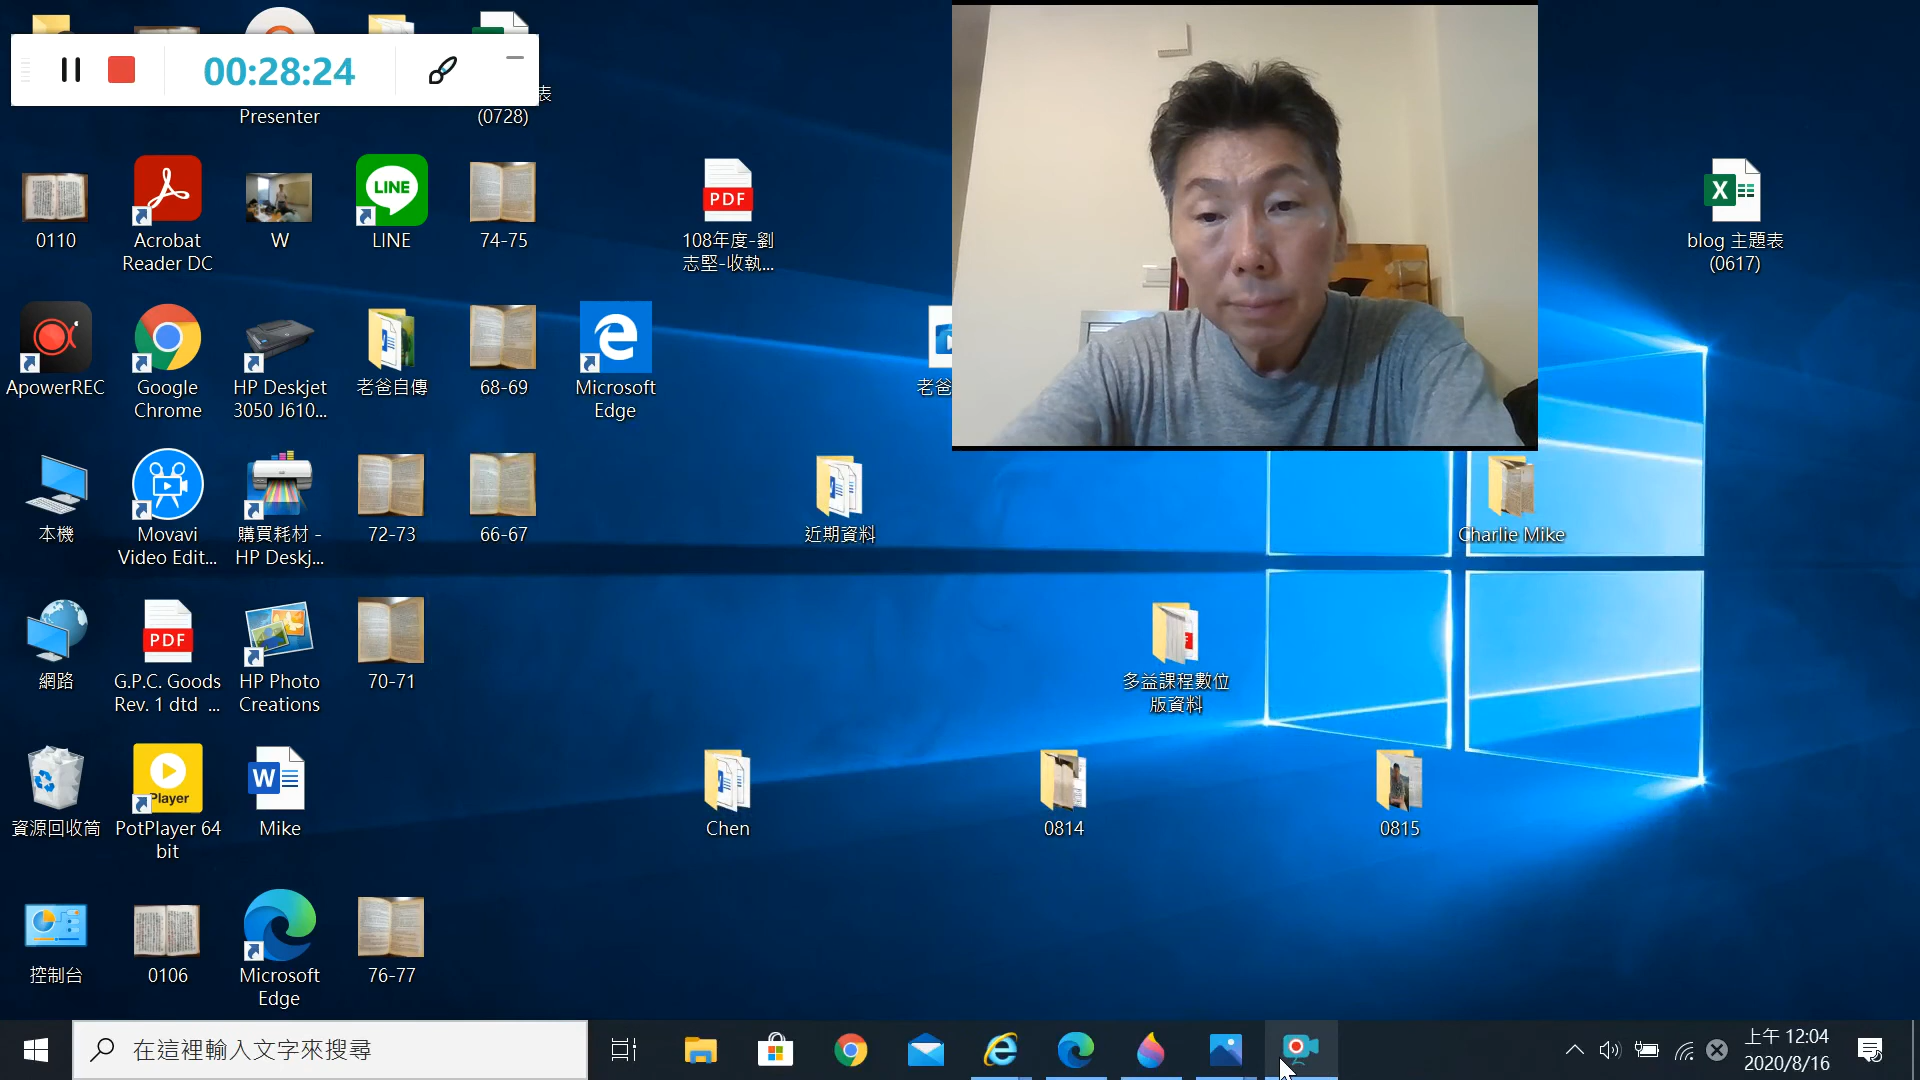 00:28:24
表
Presenter
(0728)
0110
Acrobat
Reader DC
W
LINE
LINE
74-75
PDF
108年度-劉
志堅-收執...
X
blog 主題表
(0617)
ApowerREC
Google
Chrome
HP Deskjet
3050 J610...
老爸自傳
68-69
Microsoft
Edge
老爸
本機
Movavi
Video Edit...
購買耗材 -
HP Deskj...
72-73
66-67
近期資料
Charlie Mike
網路
PDF
G.P.C. Goods
Rev. 1 dtd ...
HP Photo
Creations
70-71
多益課程數位
版資料
資源回收筒
Player
PotPlayer 64
bit
W
Mike
Chen
0814
0815
控制台
0106
Microsoft
Edge
76-77
在這裡輸入文字來搜尋
上午 12:04
2020/8/16